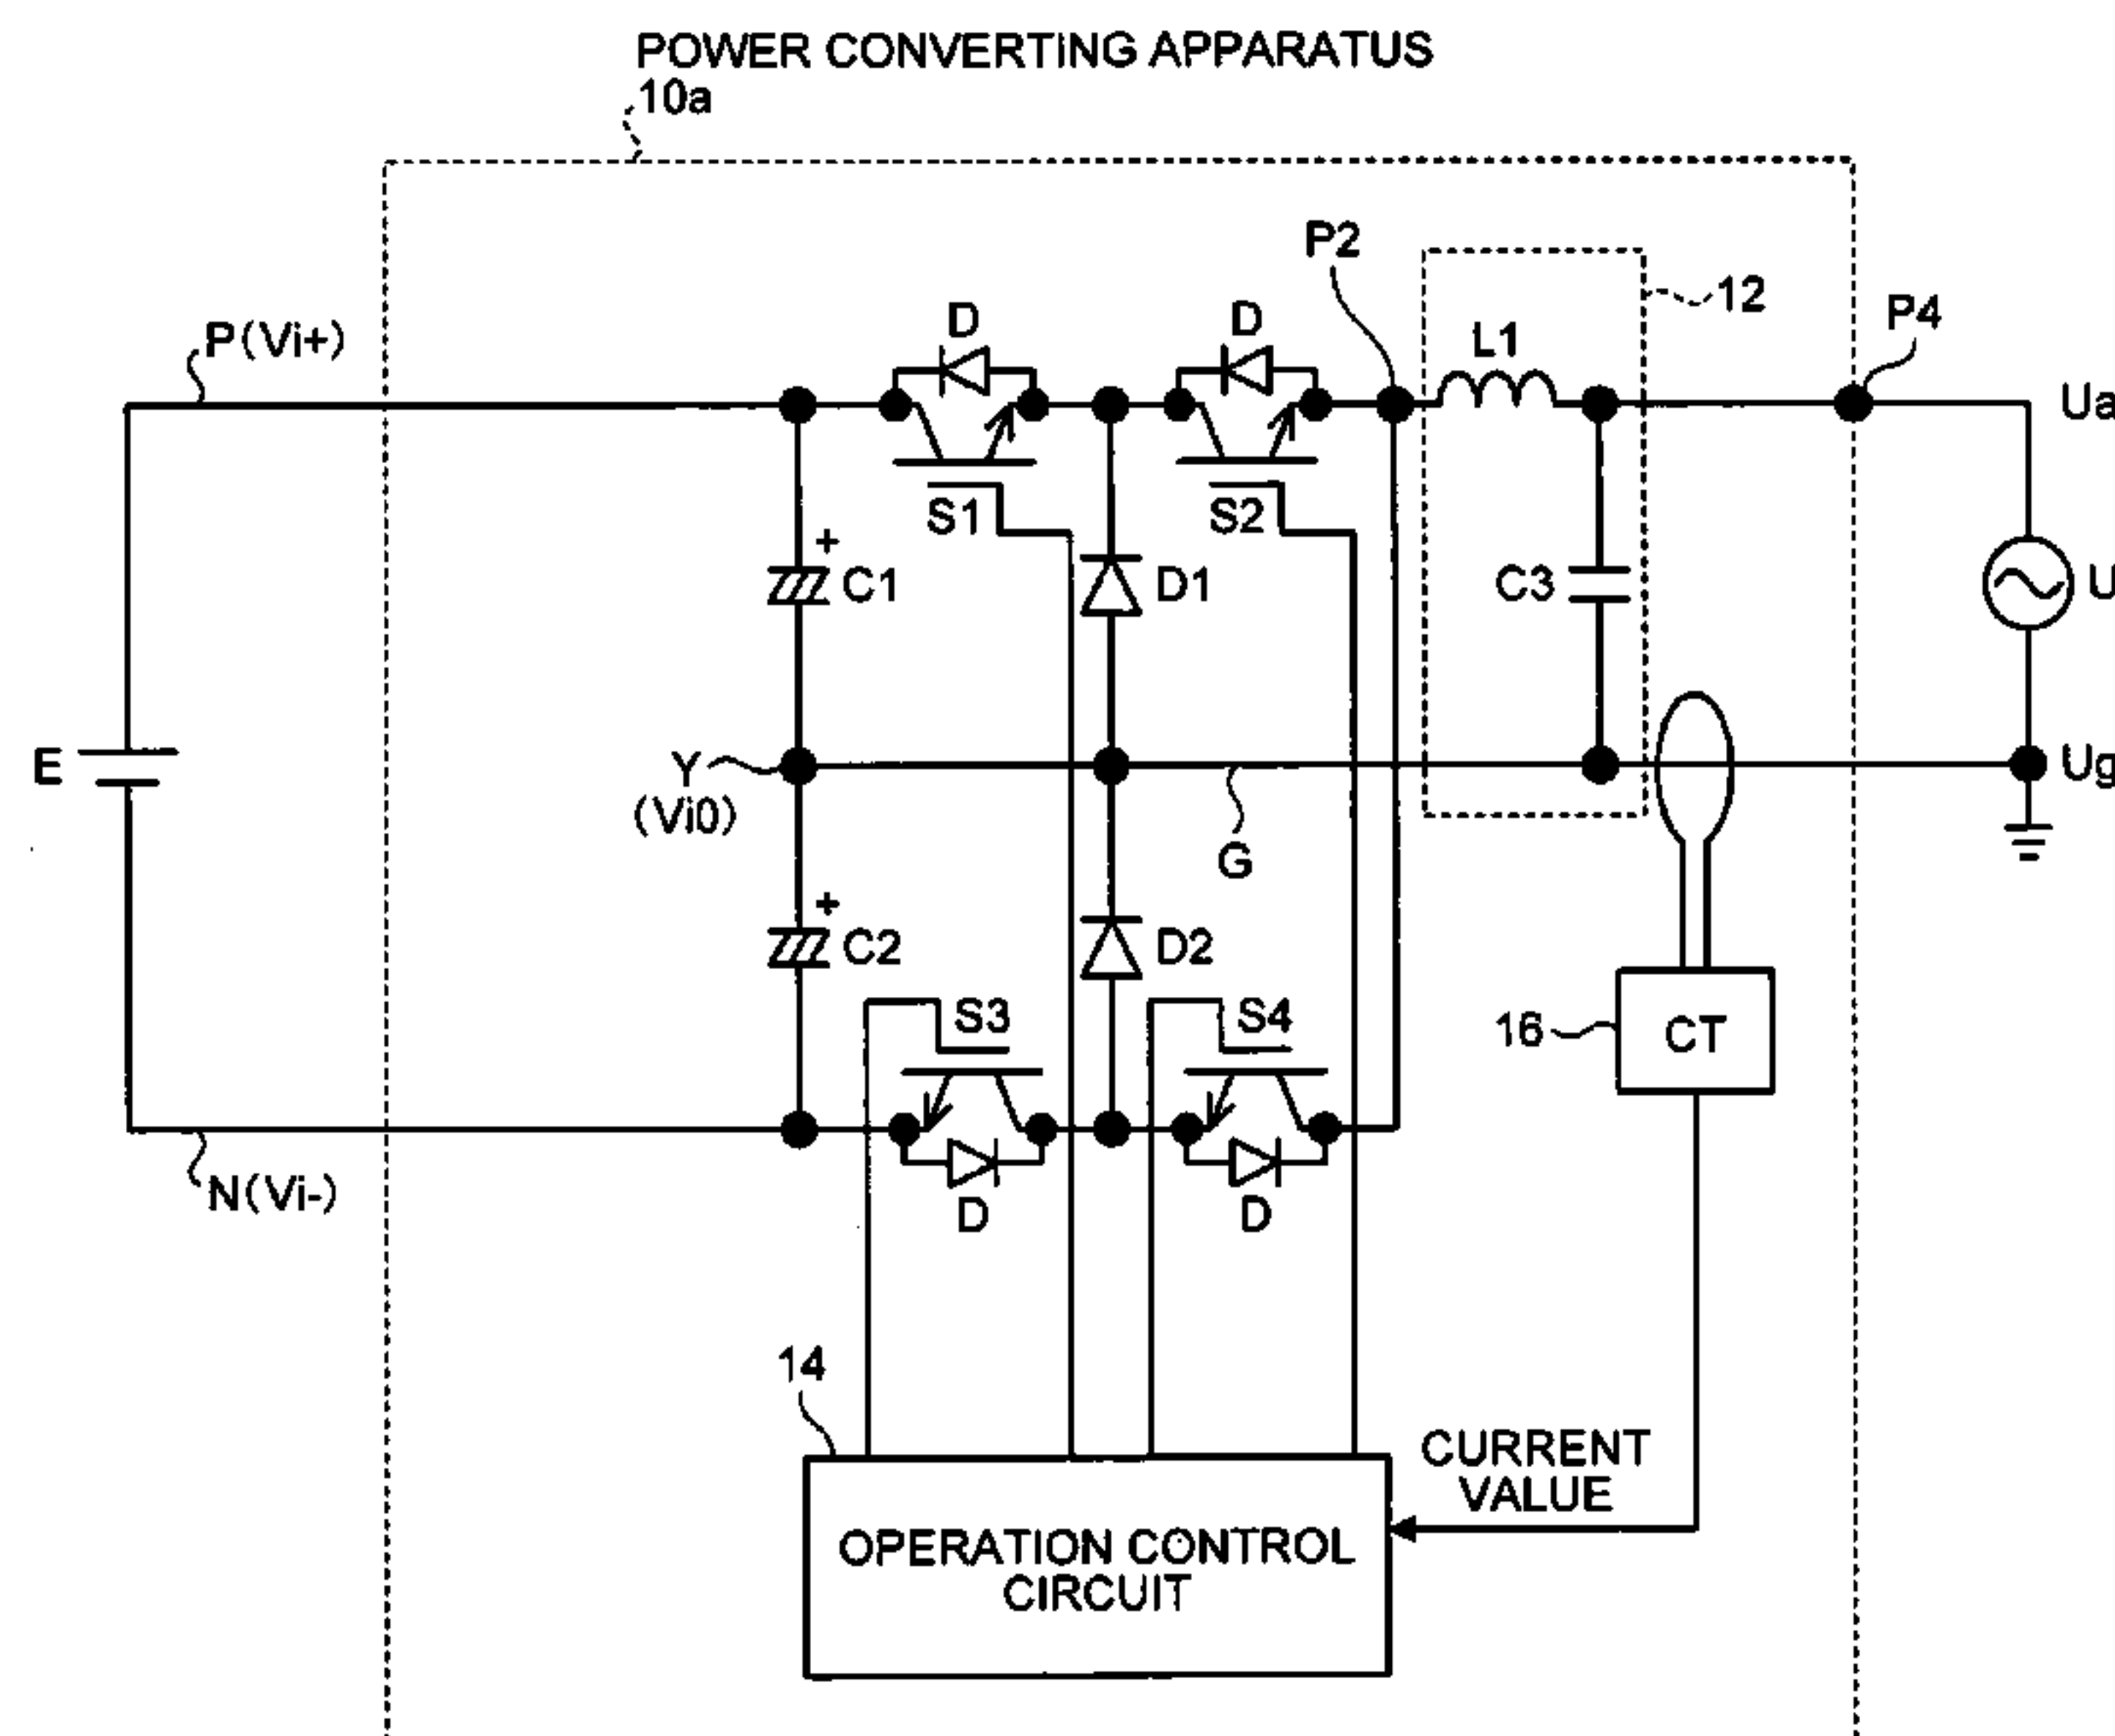 POWER CONVERTING APPARATUS
10a
P2
12
P4
P(Vi+)
D
D
L1
Ua
S1
S2
+
C1
D1
C3
U
E
Y
(Vi0)
Ug
G
+
C2
D2
S3
S4
16
CT
N(Vi-)
D
D
14
CURRENT
VALUE
OPERATION CONTROL
CIRCUIT